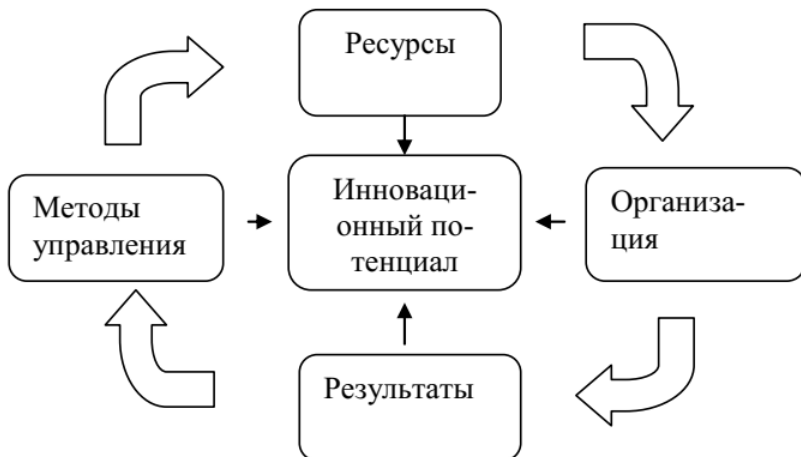 Ресурсы
Методы
управления
Инноваци-
онный по-
тенциал
Организа-
ция
Результаты